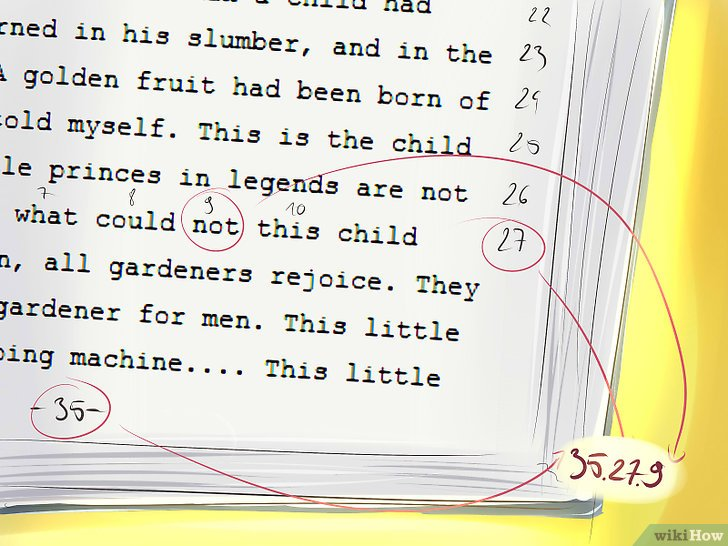 a child had 22
rned in his slumber, and in the 23
A golden fruit had been born of 24
told myself. This is the child 25
le princes in legends are not 26
7 8 9 10
what could not this child 27
n, all gardeners rejoice. They
gardener for men. This little
ping machine.... This little
-35-
35.27.9
wikiHow